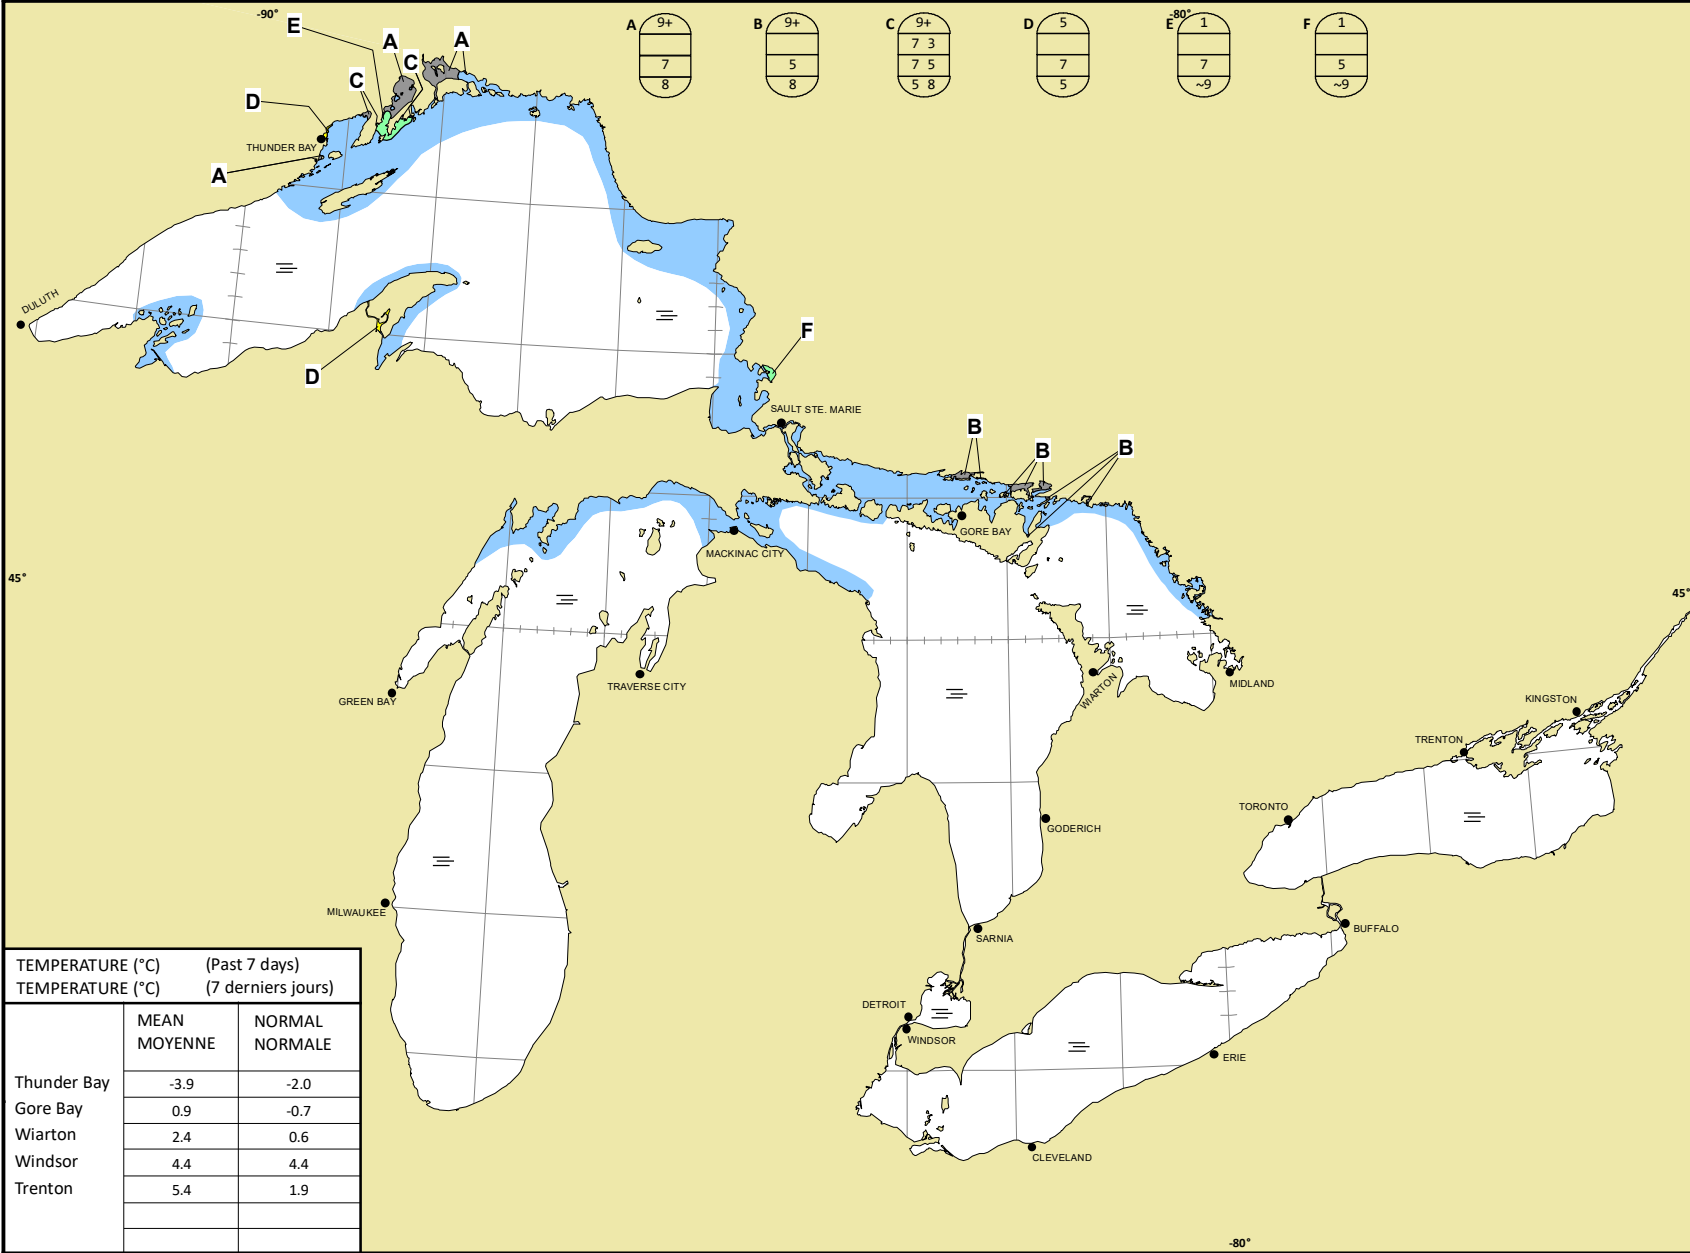 -90°
-80°
A
9+
7
8
B
9+
5
8
C
9+
7 3
7 5
5 8
D
5
7
5
E
1
7
~9
F
1
5
~9
E
A
A
C
C
D
THUNDER BAY
A
DULUTH
D
F
SAULT STE. MARIE
B
B
B
GORE BAY
MACKINAC CITY
45°
45°
GREEN BAY
TRAVERSE CITY
WIARTON
MIDLAND
KINGSTON
TRENTON
TORONTO
GODERICH
MILWAUKEE
SARNIA
BUFFALO
DETROIT
WINDSOR
ERIE
CLEVELAND
-80°
TEMPERATURE (°C) (Past 7 days)
TEMPERATURE (°C) (7 derniers jours)
MEAN NORMAL
MOYENNE NORMALE
Thunder Bay -3.9 -2.0
Gore Bay 0.9 -0.7
Wiarton 2.4 0.6
Windsor 4.4 4.4
Trenton 5.4 1.9